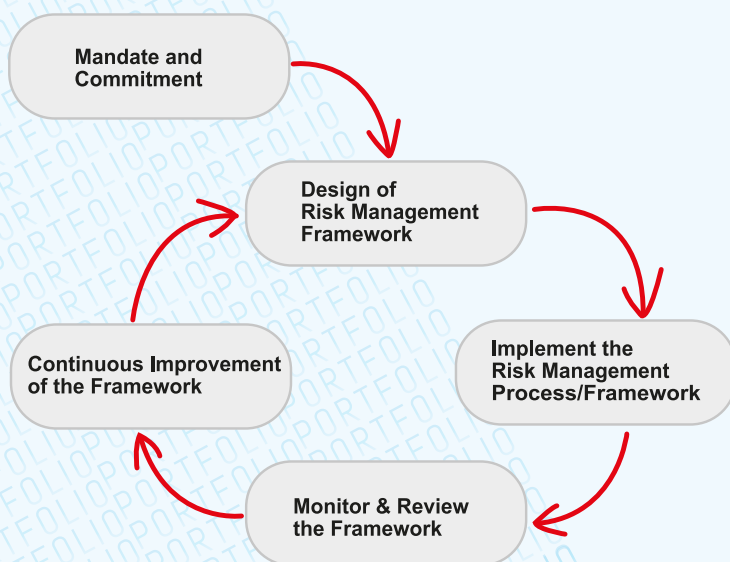 Mandate and
Commitment
Design of
Risk Management
Framework
Implement the
Risk Management
Process/Framework
Monitor & Review
the Framework
Continuous Improvement
of the Framework
PORTFOLIO